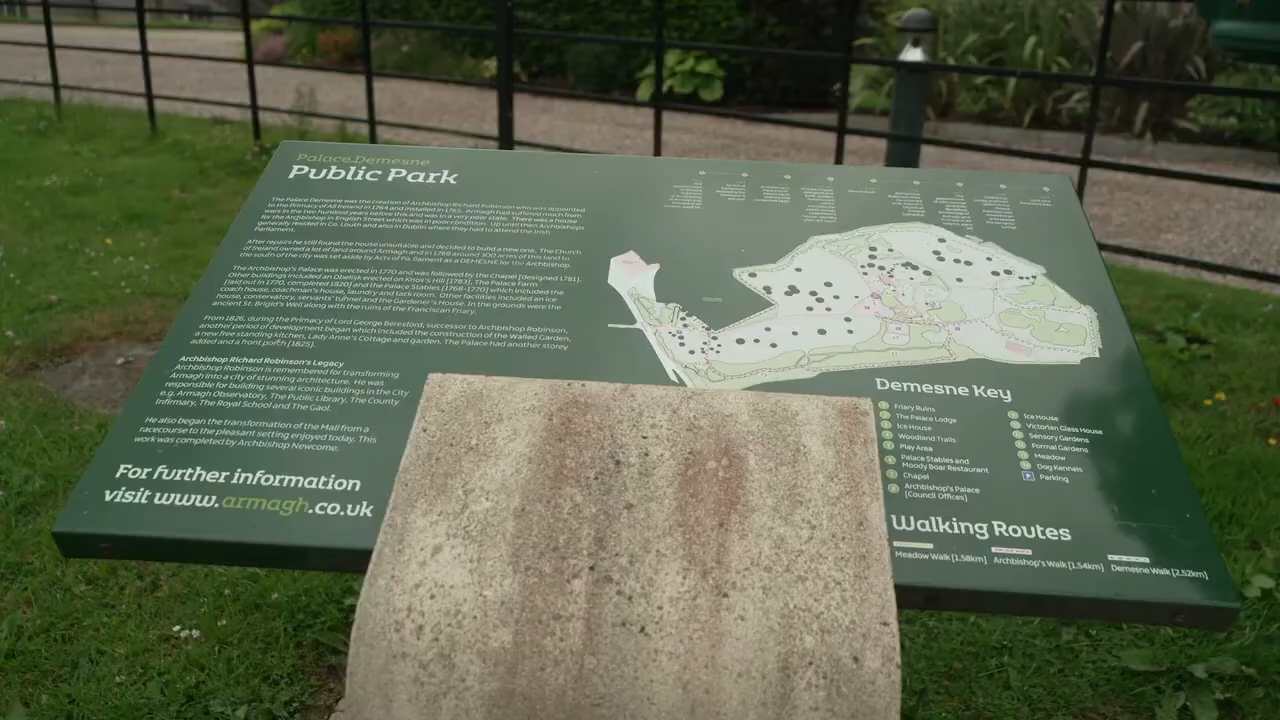 Palace Demesne
Public Park
The Palace Demesne was the creation of Archbishop Richard Robinson who was appointed
to the Primacy of All Ireland in 1764 and installed in 1765. Armagh had suffered much from
wars in the two hundred years before this and was in a very poor state. There was a house
for the Archbishop in English Street which was in poor condition. Up until then Archbishops
generally resided in Co. Louth and also in Dublin where they attended the Irish
Parliament.
After repairs he still found the house unsuitable and decided to build a new one. The Church
of Ireland owned a lot of land around Armagh and in 1769 around 300 acres of this land to
the south of the city was set aside by Acts of Parliament as a DEMESNE for the Archbishop.
The Archbishop's Palace was erected in 1770 and was followed by the Chapel [designed 1781].
Other buildings included an Obelisk erected on Knox's Hill [1783], The Palace Farm
[laid out in 1770, completed 1820] and the Palace Stables [1768-1770] which included the
coach house, coachman's house, laundry and tack room. Other facilities included an ice
house, conservatory, servants' tunnel and the Gardener's House. In the grounds were the
ancient St. Brigid's Well along with the ruins of the Franciscan Friary.
From 1826, during the Primacy of Lord George Beresford, successor to Archbishop Robinson,
another period of development began which included the construction of the Walled Garden,
a new free standing kitchen, Lady Anne's Cottage and garden. The Palace had another storey
added and a front porch [1825].
Archbishop Richard Robinson's Legacy
Archbishop Robinson is remembered for transforming
Armagh into a city of stunning architecture. He was
responsible for building several iconic buildings in the City
e.g, Armagh Observatory, The Public Library, The County
Infirmary, The Royal School and The Gaol.
He also began the transformation of the Mall from a
racecourse to the pleasant setting enjoyed today. This
work was completed by Archbishop Newcome.
For further information
visit www.armagh.co.uk
Demesne Key
1 Friary Ruins
2 The Palace Lodge
3 Ice House
4 Woodland Trails
5 Play Area
6 Palace Stables and
Moody Boar Restaurant
7 Chapel
8 Archbishop's Palace
[Council Offices]
Ice House
Victorian Glass House
Sensory Gardens
Formal Gardens
Meadow
Dog Kennels
P Parking
Walking Routes
Meadow Walk [1.58km]
Archbishop's Walk [1.54km]
Demesne Walk [2.52km]